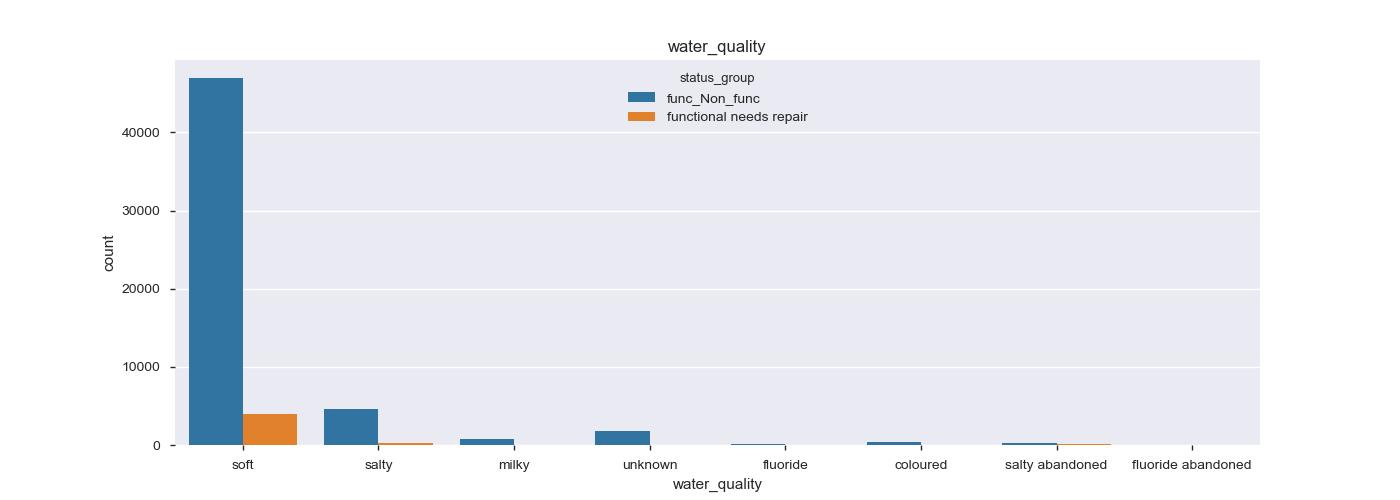 water_quality
status_group
func_Non_func
functional needs repair
40000
30000
20000
10000
0
count
soft salty milky unknown fluoride coloured salty abandoned fluoride abandoned
water_quality